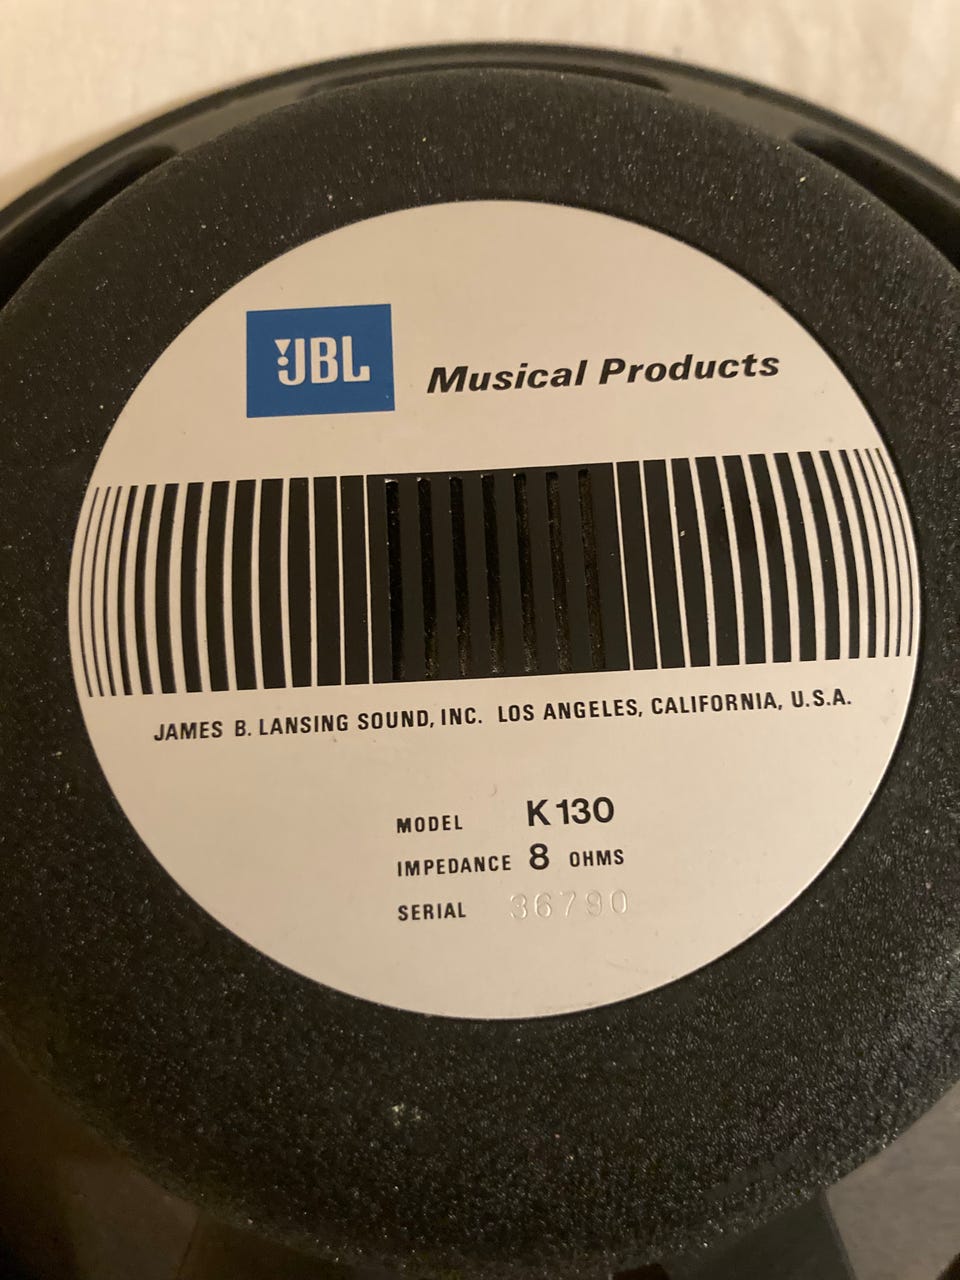 JBL Musical Products
JAMES B. LANSING SOUND, INC. LOS ANGELES, CALIFORNIA, U.S.A.
MODEL K130
IMPEDANCE 8 OHMS
SERIAL 36790